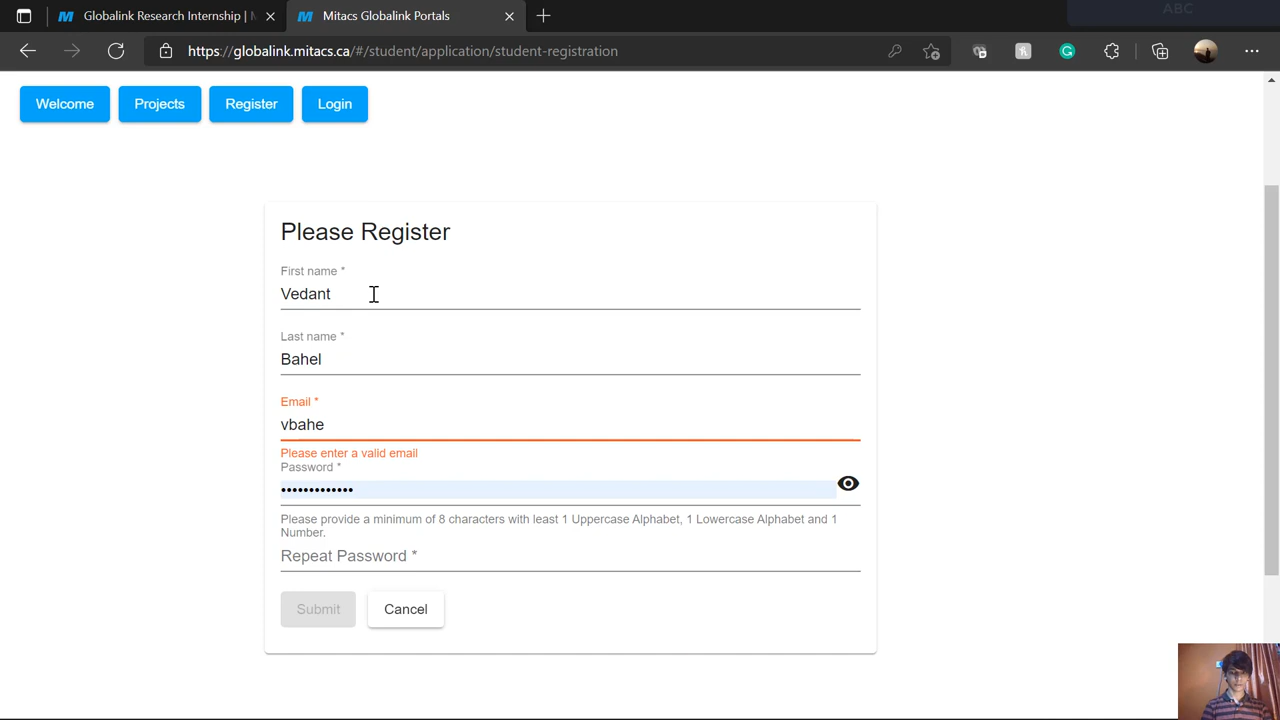 Globalink Research Internship | M
Mitacs Globalink Portals
ABC
https://globalink.mitacs.ca/#/student/application/student-registration
Welcome
Projects
Register
Login
Please Register
First name *
Vedant
Last name *
Bahel
Email *
vbahe
Please enter a valid email
Password *
•••••••••••••
Please provide a minimum of 8 characters with least 1 Uppercase Alphabet, 1 Lowercase Alphabet and 1
Number.
Repeat Password *
Submit
Cancel